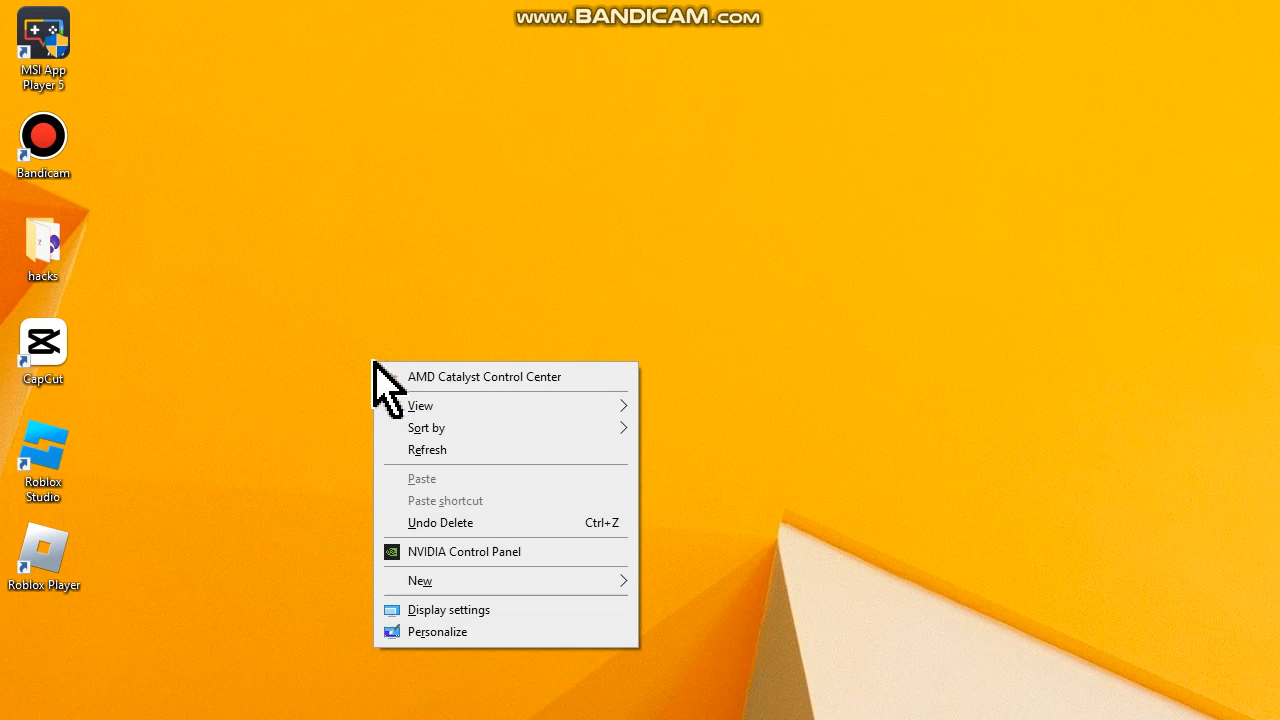 www.BANDICAM.com
MSI App
Player 5
Bandicam
hacks
CapCut
Roblox
Studio
Roblox Player
AMD Catalyst Control Center
View
Sort by
Refresh
Paste
Paste shortcut
Undo Delete Ctrl+Z
NVIDIA Control Panel
New
Display settings
Personalize